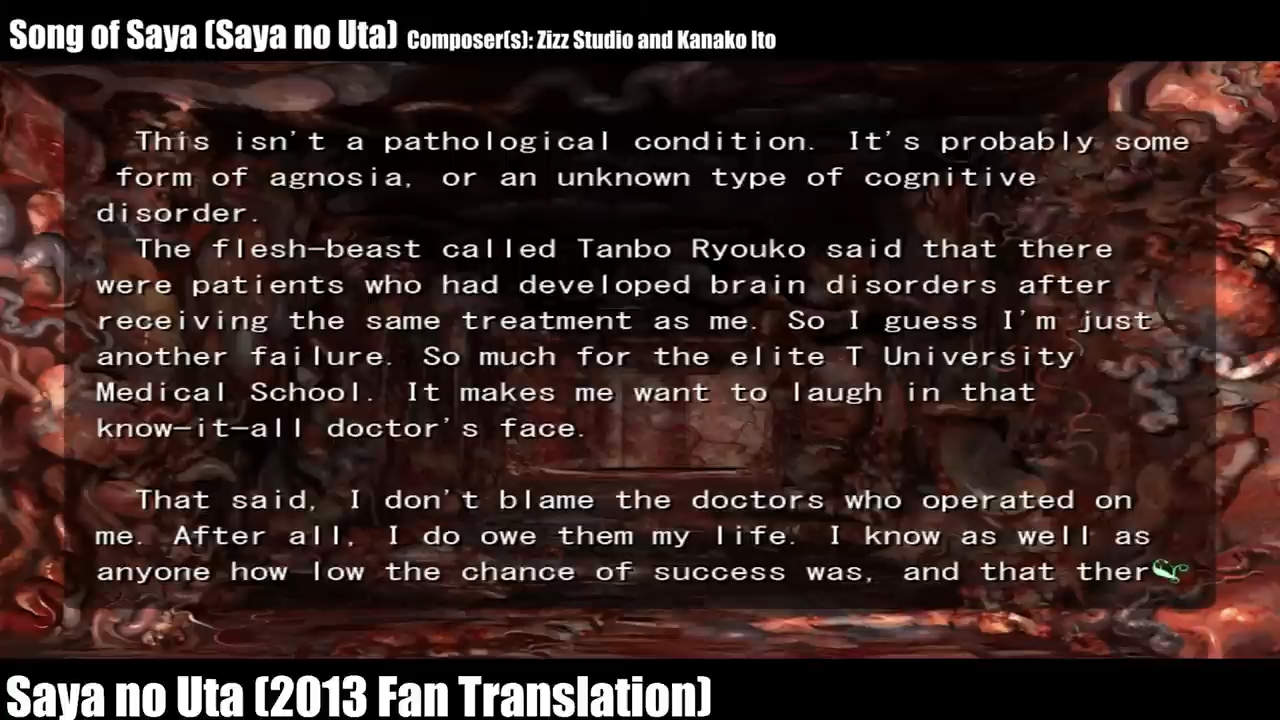 Song of Saya (Saya no Uta) Composer(s): Zizz Studio and Kanako Ito
This isn't a pathological condition. It's probably some
form of agnosia, or an unknown type of cognitive
disorder.
The flesh-beast called Tanbo Ryouko said that there
were patients who had developed brain disorders after
receiving the same treatment as me. So I guess I'm just
another failure. So much for the elite T University
Medical School. It makes me want to laugh in that
know-it-all doctor's face.
That said, I don't blame the doctors who operated on
me. After all, I do owe them my life. I know as well as
anyone how low the chance of success was, and that ther
Saya no Uta (2013 Fan Translation)